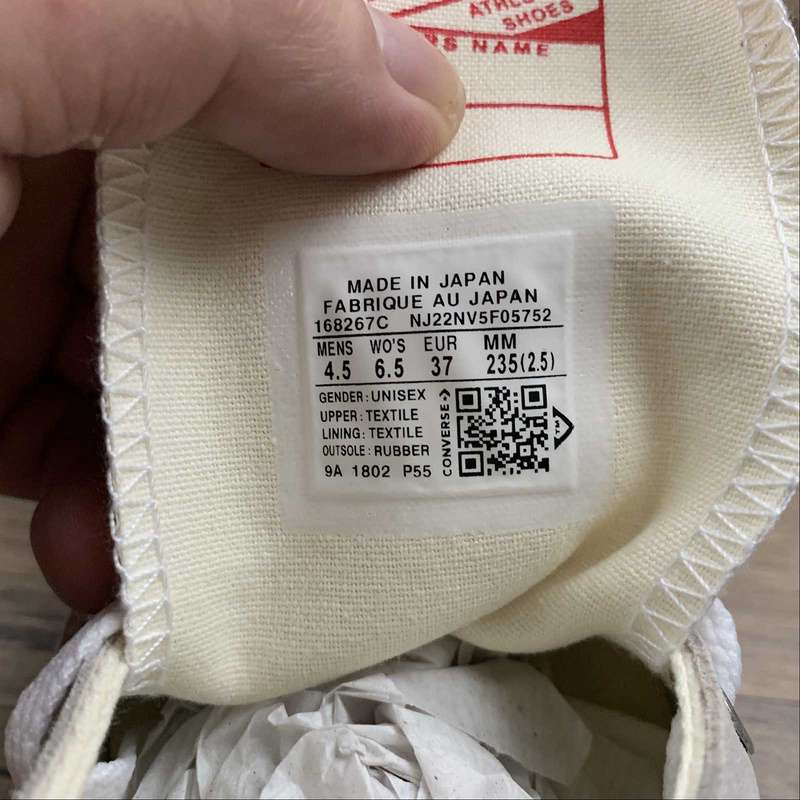 SHOES
NAME
MADE IN JAPAN
FABRIQUE AU JAPAN
168267C NJ22NV5F05752
MENS WO'S EUR MM
4.5 6.5 37 235(2.5)
GENDER: UNISEX
UPPER: TEXTILE
LINING: TEXTILE
OUTSOLE: RUBBER
9A 1802 P55
CONVERSE
TM